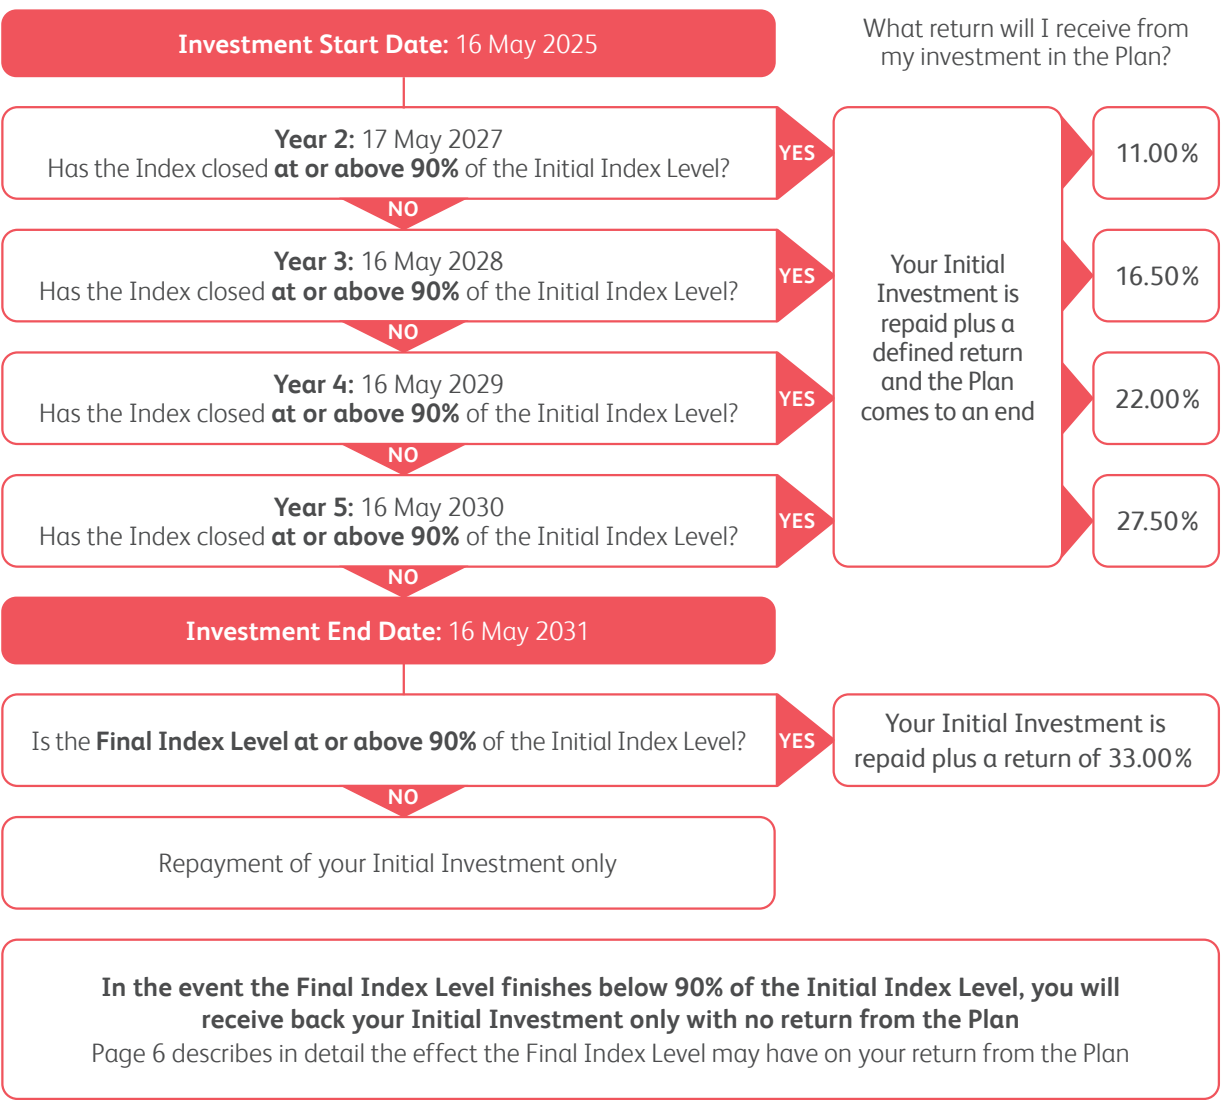 Investment Start Date: 16 May 2025
What return will I receive from
my investment in the Plan?
Year 2: 17 May 2027
Has the Index closed at or above 90% of the Initial Index Level?
YES
11.00%
NO
Year 3: 16 May 2028
Has the Index closed at or above 90% of the Initial Index Level?
YES
16.50%
NO
Year 4: 16 May 2029
Has the Index closed at or above 90% of the Initial Index Level?
YES
22.00%
NO
Year 5: 16 May 2030
Has the Index closed at or above 90% of the Initial Index Level?
YES
27.50%
NO
Your Initial
Investment is
repaid plus a
defined return
and the Plan
comes to an end
Investment End Date: 16 May 2031
Is the Final Index Level at or above 90% of the Initial Index Level?
YES
Your Initial Investment is
repaid plus a return of 33.00%
NO
Repayment of your Initial Investment only
In the event the Final Index Level finishes below 90% of the Initial Index Level, you will
receive back your Initial Investment only with no return from the Plan
Page 6 describes in detail the effect the Final Index Level may have on your return from the Plan